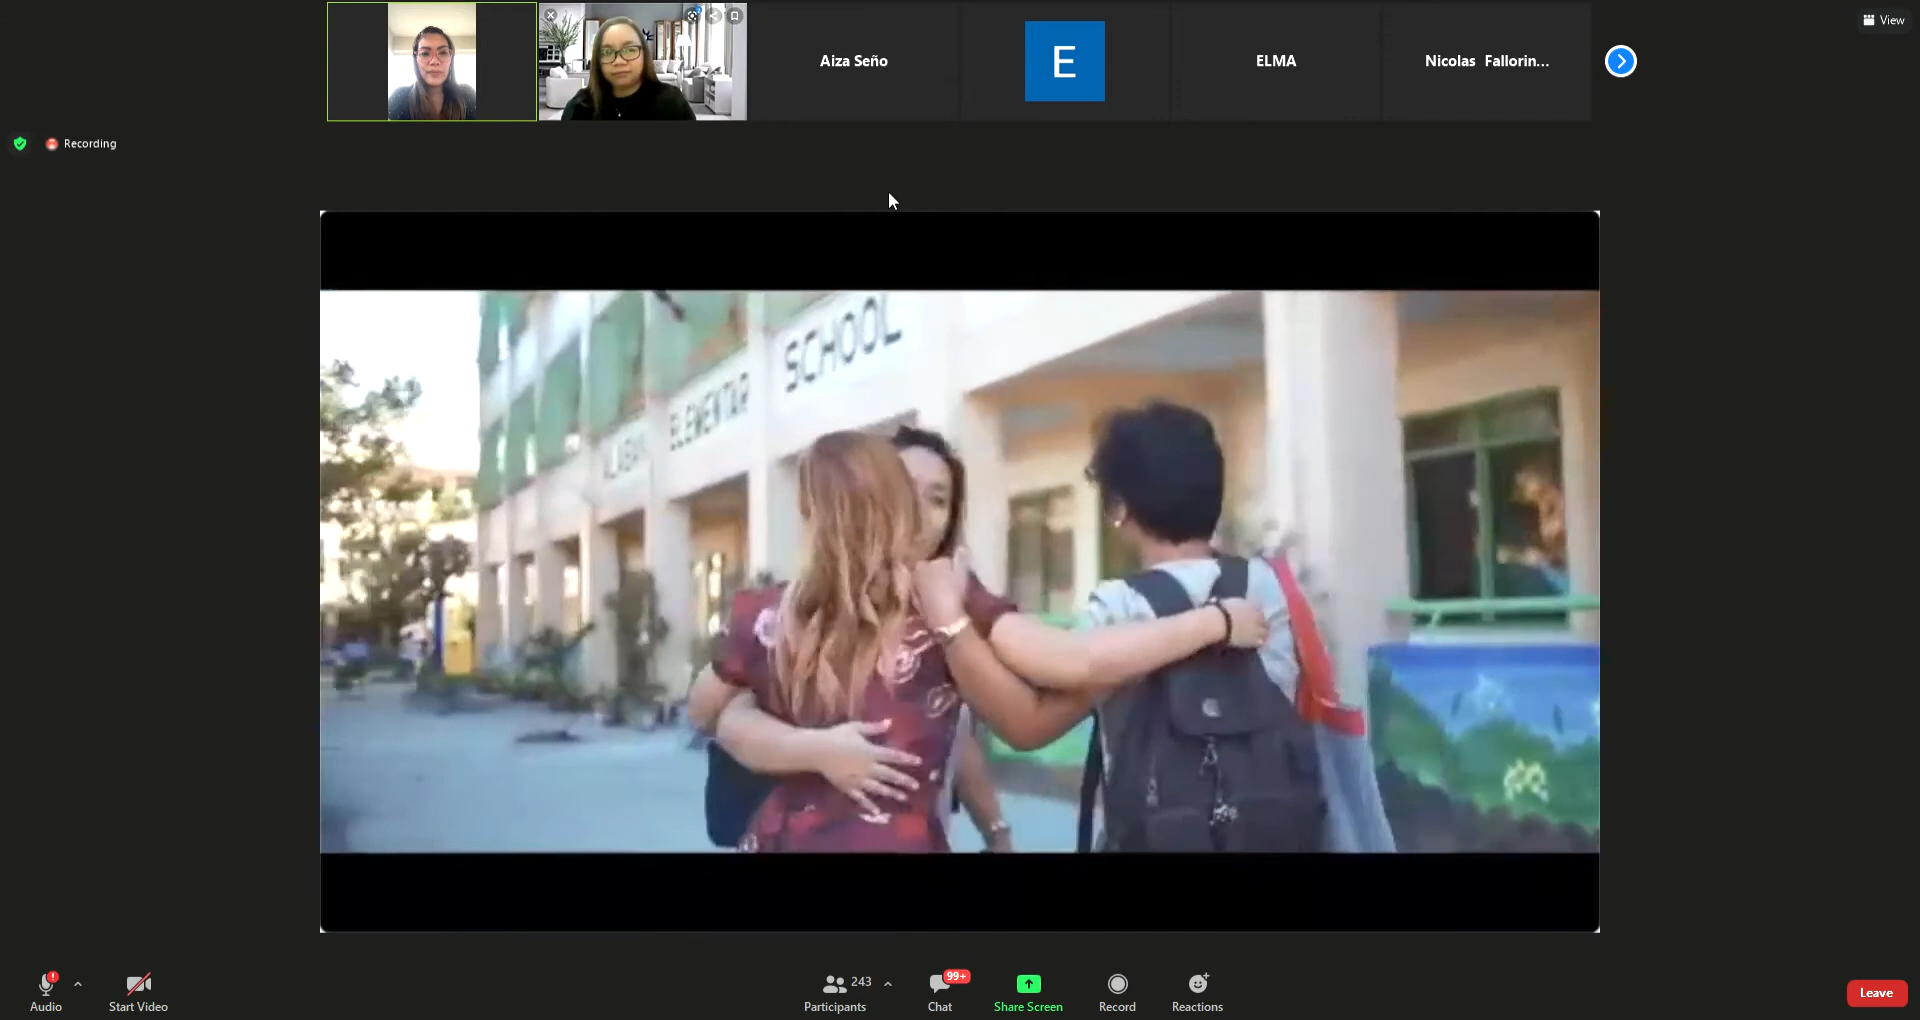 View
Aiza Seño
E
ELMA
Nicolas Fallorin...
Recording
SCHOOL
ELEMENTAR
Audio
Start Video
243
Participants
99+
Chat
Share Screen
Record
Reactions
Leave